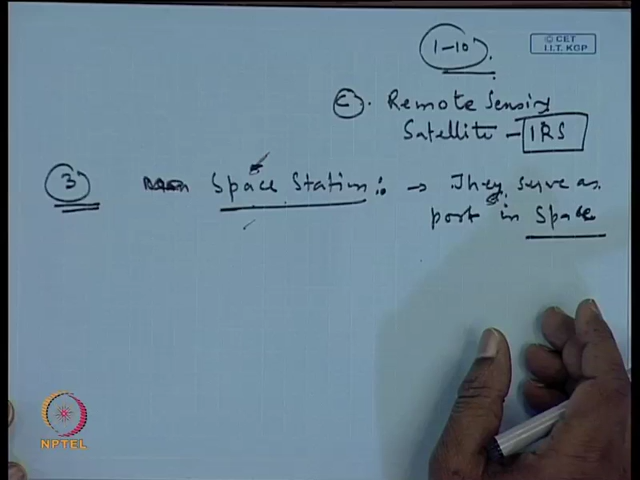 1-10
© CET
I.I.T. KGP
C. Remote Sensing
Satellite - IRS
3 Space Station: → They serve as
port in Space
NPTEL